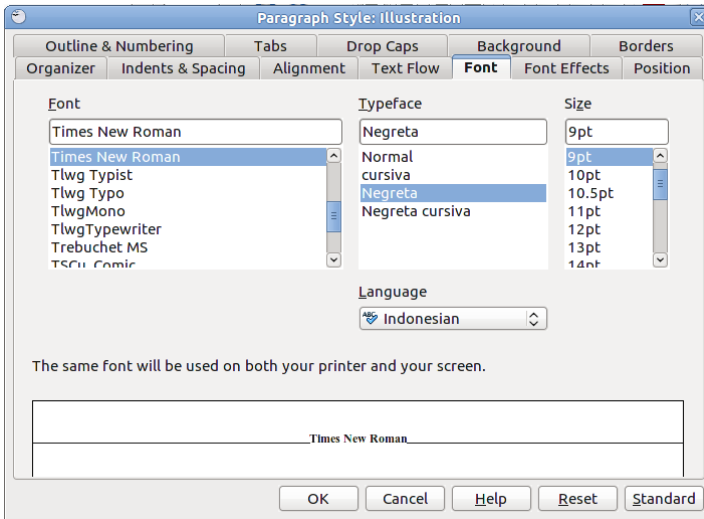 Paragraph Style: Illustration
Outline & Numbering Tabs Drop Caps Background Borders
Organizer Indents & Spacing Alignment Text Flow Font Font Effects Position
Font Typeface Size
Times New Roman Negreta 9pt
Times New Roman Normal 9pt
Tlwg Typist cursiva 10pt
Tlwg Typo Negreta 10.5pt
TlwgMono Negreta cursiva 11pt
TlwgTypewriter 12pt
Trebuchet MS 13pt
TSCu_Comic 14pt
Language
ABC Indonesian
The same font will be used on both your printer and your screen.
Times New Roman
OK Cancel Help Reset Standard